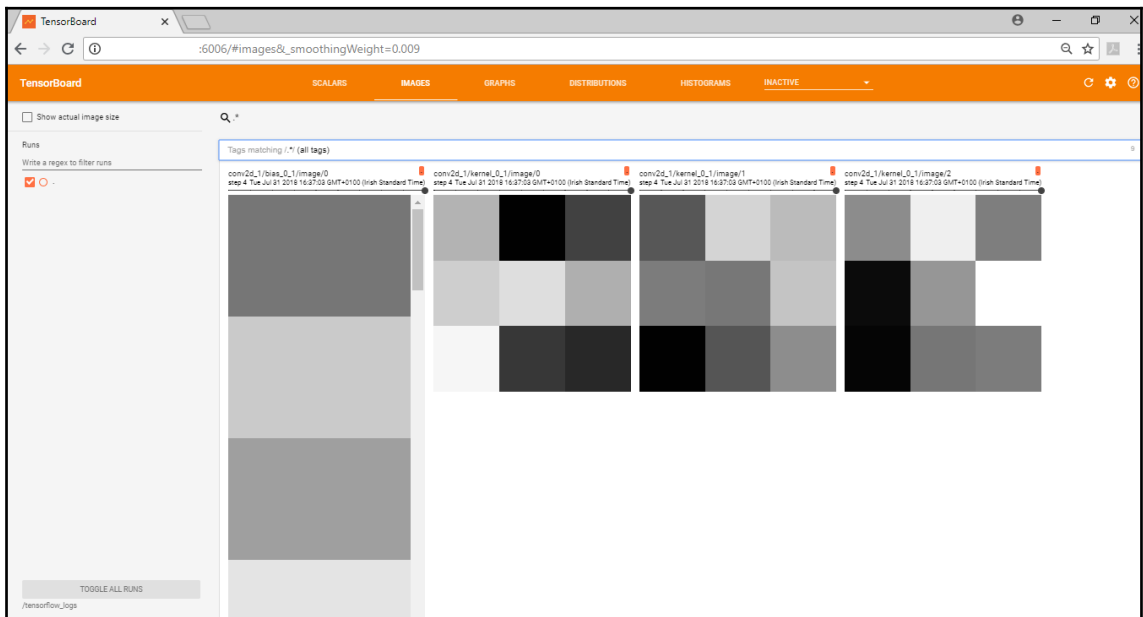 TensorBoard
:6006/#images&_smoothingWeight=0.009
TensorBoard SCALARS IMAGES GRAPHS DISTRIBUTIONS HISTOGRAMS INACTIVE
Show actual image size
.*
Runs
Write a regex to filter runs
.
Tags matching /.*/ (all tags) 9
conv2d_1/bias_0_1/image/0
step 4 Tue Jul 31 2018 16:37:03 GMT+0100 (Irish Standard Time)
conv2d_1/kernel_0_1/image/0
step 4 Tue Jul 31 2018 16:37:03 GMT+0100 (Irish Standard Time)
conv2d_1/kernel_0_1/image/1
step 4 Tue Jul 31 2018 16:37:03 GMT+0100 (Irish Standard Time)
conv2d_1/kernel_0_1/image/2
step 4 Tue Jul 31 2018 16:37:03 GMT+0100 (Irish Standard Time)
TOGGLE ALL RUNS
/tensorflow_logs